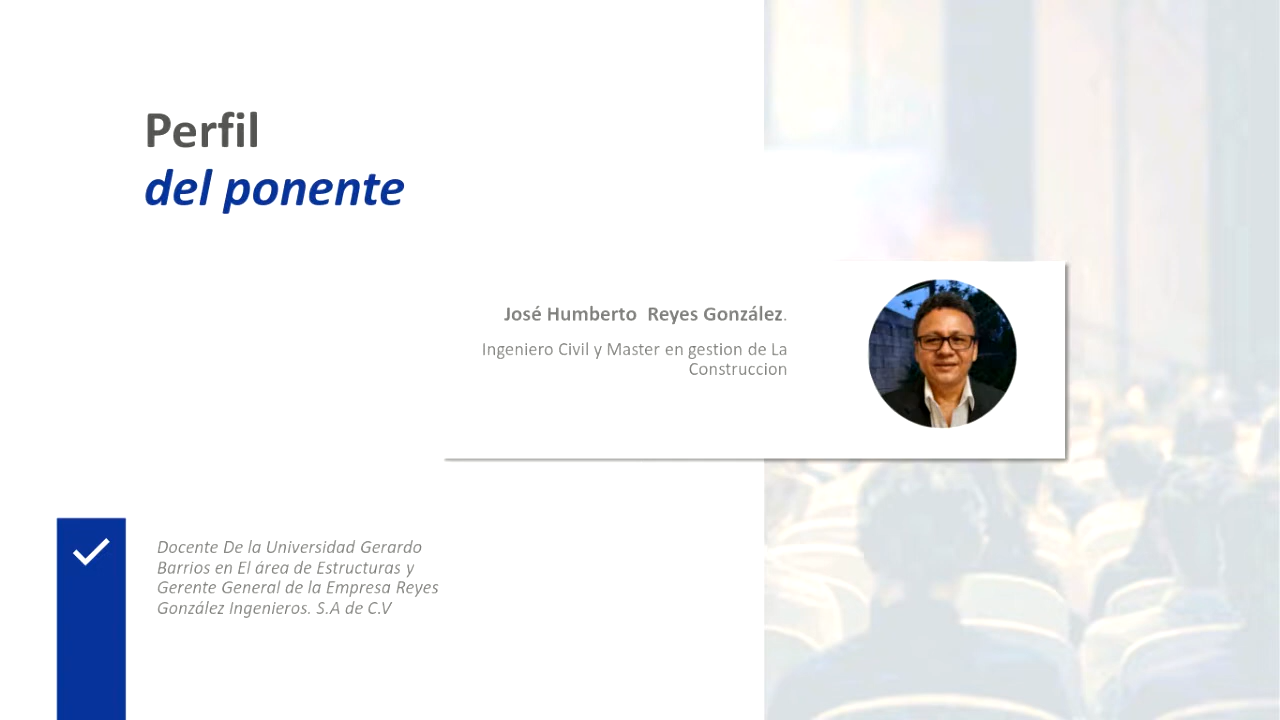 Perfil
del ponente
José Humberto  Reyes González.
Ingeniero Civil y Master en gestion de La
Construccion
Docente De la Universidad Gerardo
Barrios en El área de Estructuras y
Gerente General de la Empresa Reyes
González Ingenieros. S.A de C.V